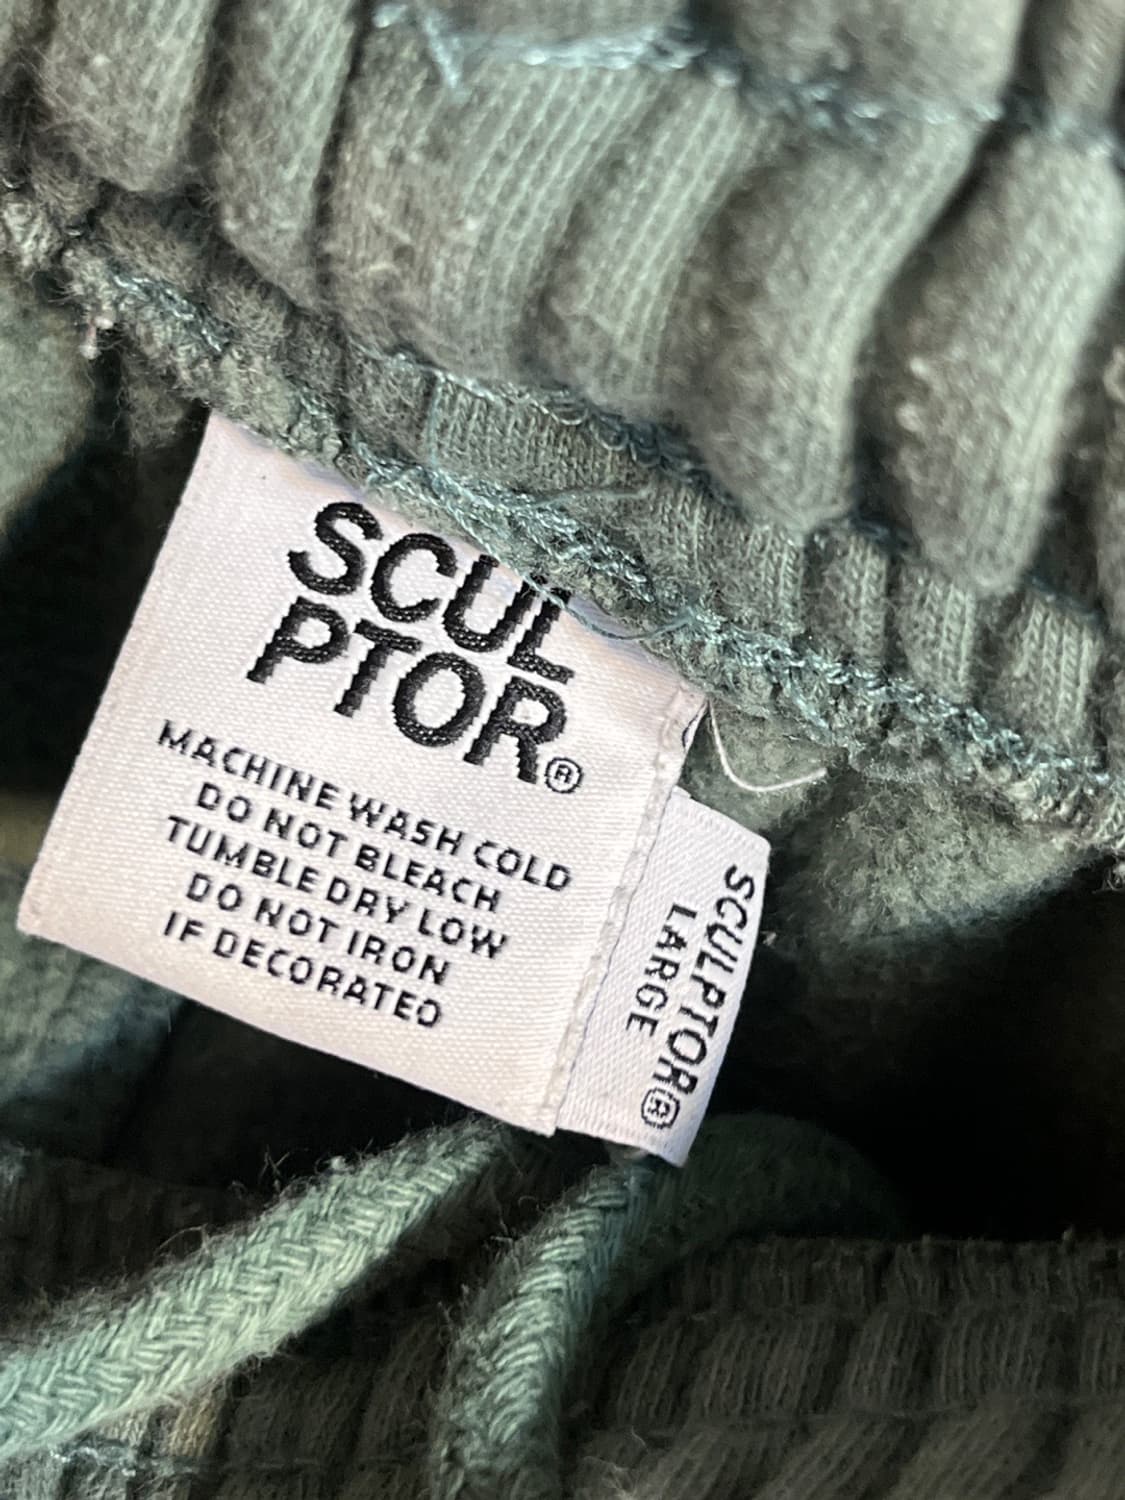 SCUL
PTOR®
MACHINE WASH COLD
DO NOT BLEACH
TUMBLE DRY LOW
DO NOT IRON
IF DECORATED
SCULPTOR®
LARGE